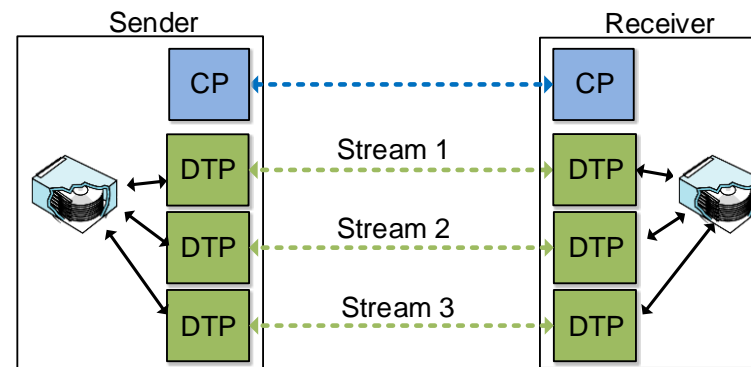 Sender
Receiver
CP
CP
DTP
Stream 1
DTP
DTP
Stream 2
DTP
DTP
Stream 3
DTP